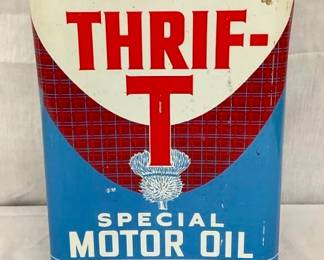 THRIF-
T
SPECIAL
MOTOR OIL